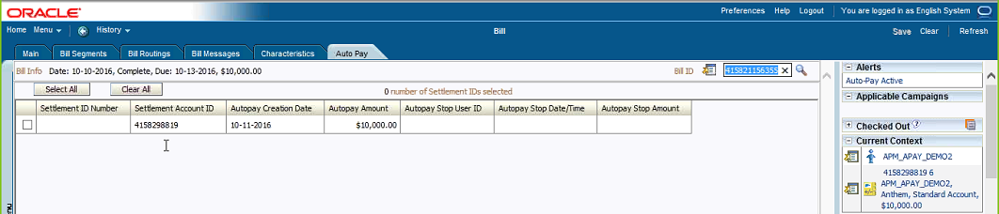 ORACLE
Preferences Help Logout You are logged in as English System
Home Menu History Bill Save Clear Refresh
Main Bill Segments Bill Routings Bill Messages Characteristics Auto Pay
Bill Info Date: 10-10-2016, Complete, Due: 10-13-2016, $10,000.00 Bill ID 415821156355
Select All Clear All 0 number of Settlement IDs selected
Settlement ID Number Settlement Account ID Autopay Creation Date Autopay Amount Autopay Stop User ID Autopay Stop Date/Time Autopay Stop Amount
4158298819 10-11-2016 $10,000.00
Alerts
Auto-Pay Active
Applicable Campaigns
Checked Out
Current Context
APM_APAY_DEMO2
4158298819 6
APM_APAY_DEMO2,
Anthem, Standard Account,
$10,000.00